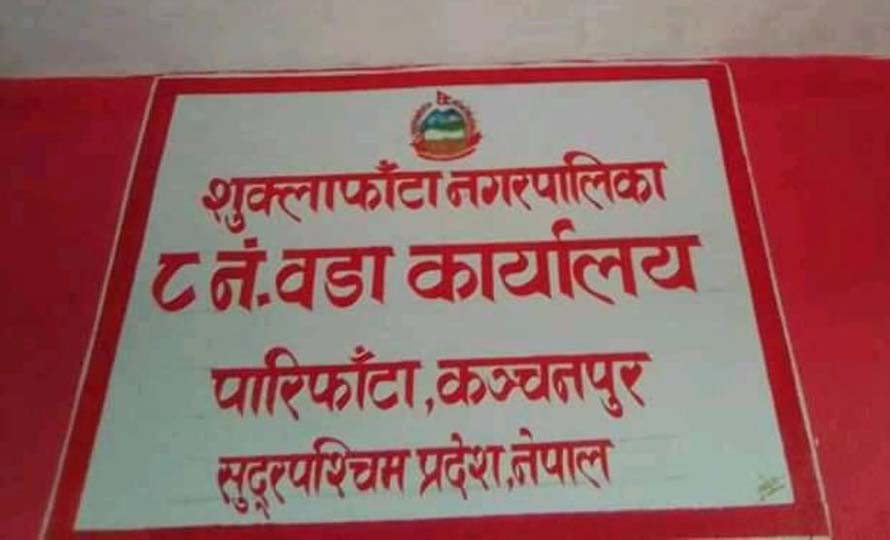 शुक्लाफाँटा नगरपालिका
८ नं. वडा कार्यालय
पारिफाँटा, कञ्चनपुर
सुदूरपश्चिम प्रदेश, नेपाल